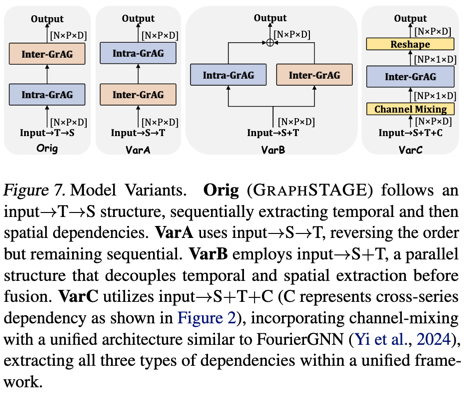 Output
[N×P×D]
Inter-GrAG
Intra-GrAG
[N×P×D]
Input→T→S
Orig
Output
[N×P×D]
Intra-GrAG
Inter-GrAG
[N×P×D]
Input→S→T
VarA
Output
[N×P×D]
Intra-GrAG
Inter-GrAG
[N×P×D]
Input→S+T
VarB
Output
[N×P×D]
Reshape
[NP×1×D]
Inter-GrAG
[NP×1×D]
Channel Mixing
[N×P×D]
Input→S+T+C
VarC
Figure 7. Model Variants. Orig (GRAPHSTAGE) follows an
input→T→S structure, sequentially extracting temporal and then
spatial dependencies. VarA uses input→S→T, reversing the order
but remaining sequential. VarB employs input→S+T, a parallel
structure that decouples temporal and spatial extraction before
fusion. VarC utilizes input→S+T+C (C represents cross-series
dependency as shown in Figure 2), incorporating channel-mixing
with a unified architecture similar to FourierGNN (Yi et al., 2024),
extracting all three types of dependencies within a unified frame-
work.